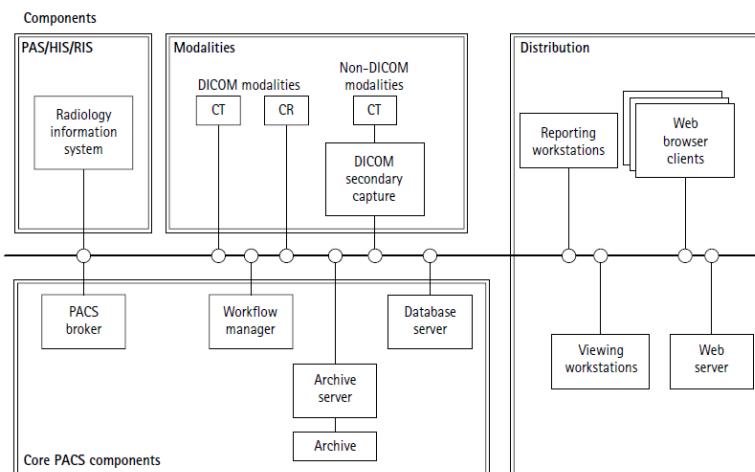 Components
PAS/HIS/RIS
Radiology
information
system
Modalities
DICOM modalities
CT
CR
Non-DICOM
modalities
CT
DICOM
secondary
capture
Distribution
Reporting
workstations
Web
browser
clients
PACS
broker
Workflow
manager
Database
server
Archive
server
Archive
Core PACS components
Viewing
workstations
Web
server